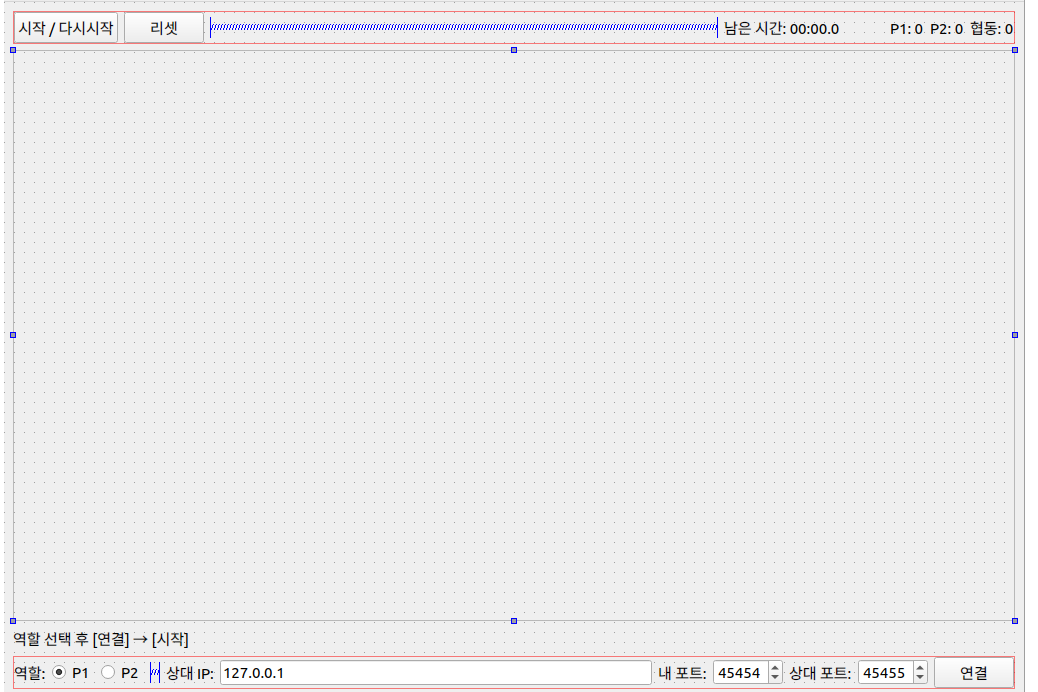 시작 / 다시시작 리셋 남은 시간: 00:00.0 P1: 0 P2: 0 협동: 0
역할 선택 후 [연결] → [시작]
역할: P1 P2 상대 IP: 127.0.0.1 내 포트: 45454 상대 포트: 45455 연결